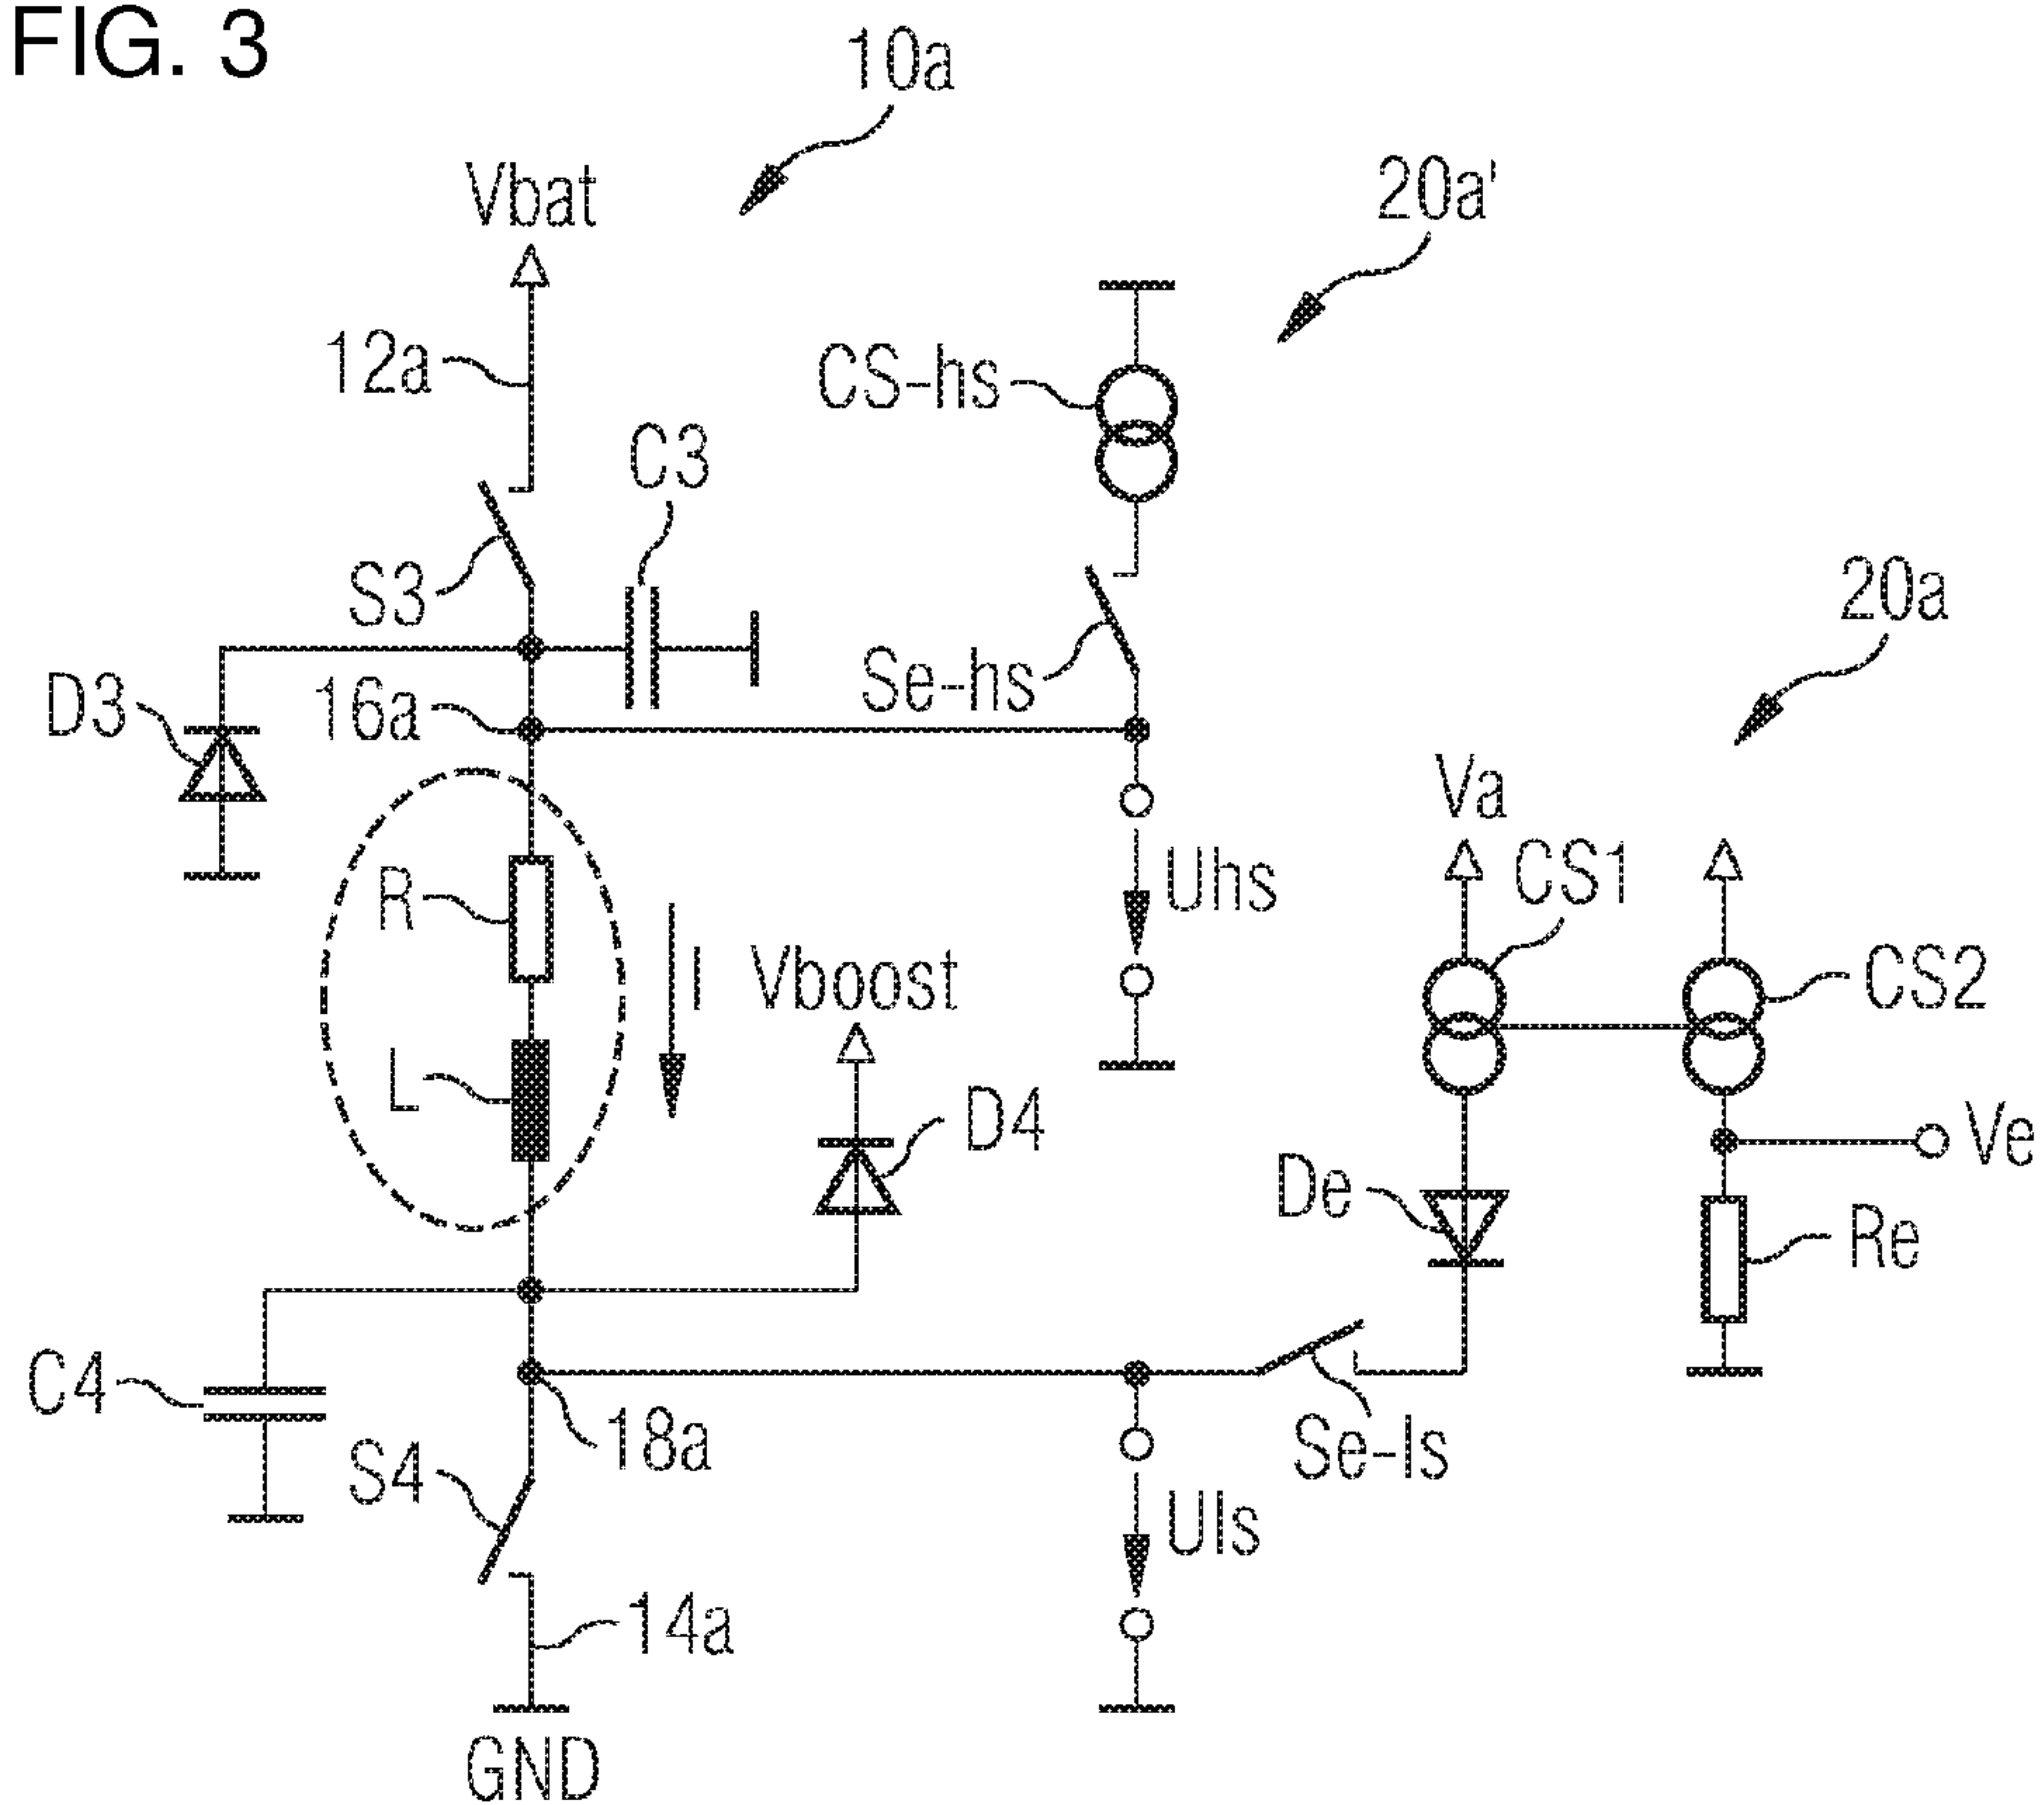 FIG. 3
10a
Vbat
20a'
12a
CS-hs
C3
S3
20a
Se-hs
D3
16a
Va
CS1
R
Uhs
I
Vboost
CS2
L
D4
Ve
De
Re
C4
18a
Se-ls
S4
Uls
14a
GND